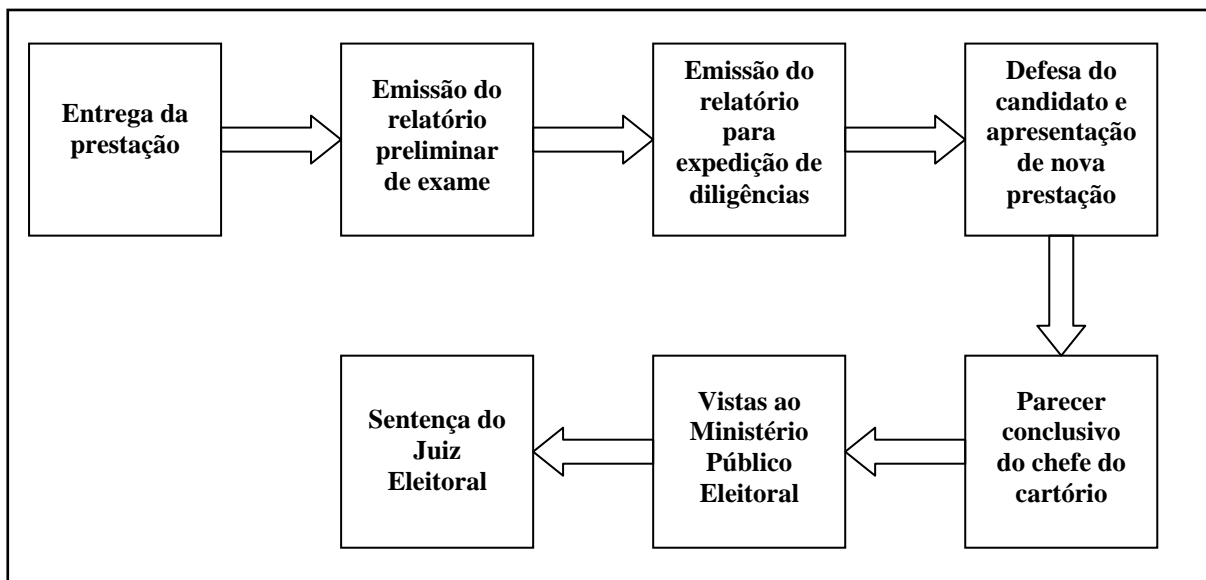 Entrega da
prestação
Emissão do
relatório
preliminar
de exame
Emissão do
relatório
para
expedição de
diligências
Defesa do
candidato e
apresentação
de nova
prestação
Parecer
conclusivo
do chefe do
cartório
Vistas ao
Ministério
Público
Eleitoral
Sentença do
Juiz
Eleitoral